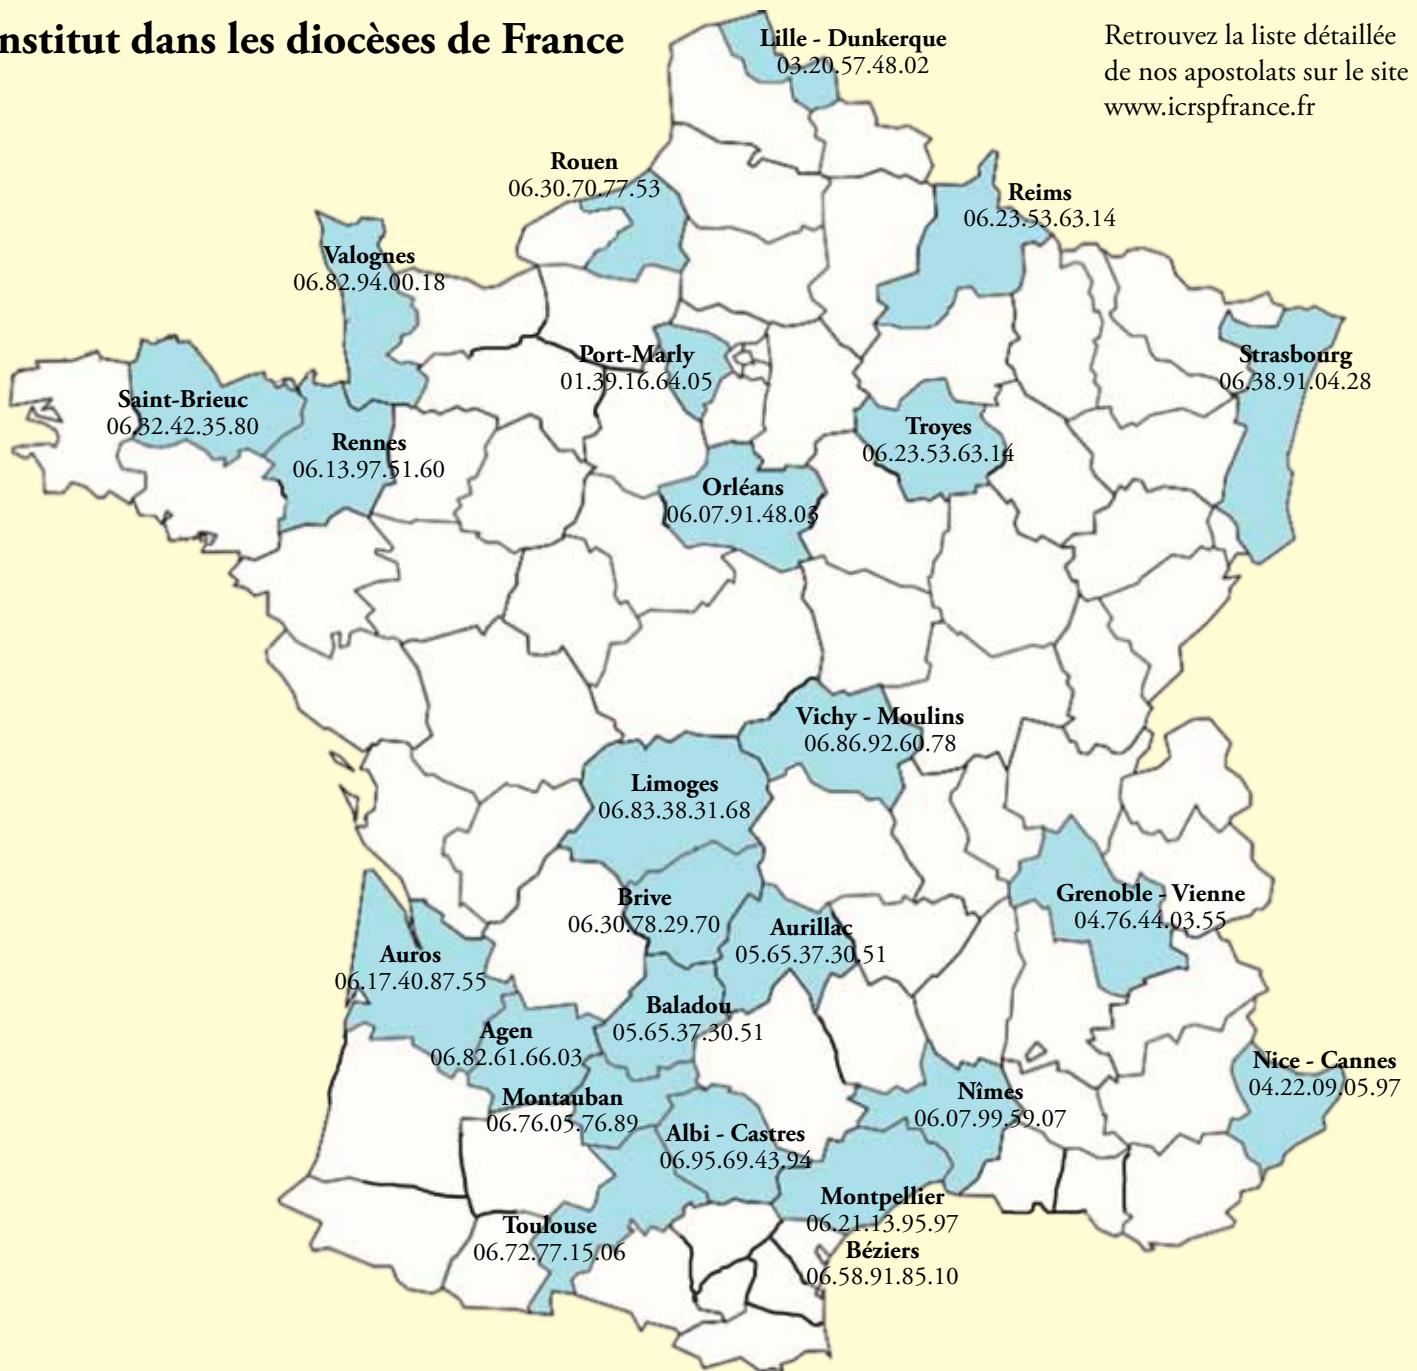 nstitut dans les diocèses de France
Retrouvez la liste détaillée
de nos apostolats sur le site
www.icrspfrance.fr
Lille - Dunkerque
03.20.57.48.02
Rouen
06.30.70.77.53
Reims
06.23.53.63.14
Valognes
06.82.94.00.18
Port-Marly
01.39.16.64.05
Strasbourg
06.38.91.04.28
Saint-Brieuc
06.32.42.35.80
Rennes
06.13.97.51.60
Troyes
06.23.53.63.14
Orléans
06.07.91.48.03
Vichy - Moulins
06.86.92.60.78
Limoges
06.83.38.31.68
Brive
06.30.78.29.70
Grenoble - Vienne
04.76.44.03.55
Aurillac
05.65.37.30.51
Auros
06.17.40.87.55
Baladou
05.65.37.30.51
Agen
06.82.61.66.03
Nice - Cannes
04.22.09.05.97
Montauban
06.76.05.76.89
Nîmes
06.07.99.59.07
Albi - Castres
06.95.69.43.94
Montpellier
06.21.13.95.97
Toulouse
06.72.77.15.06
Béziers
06.58.91.85.10